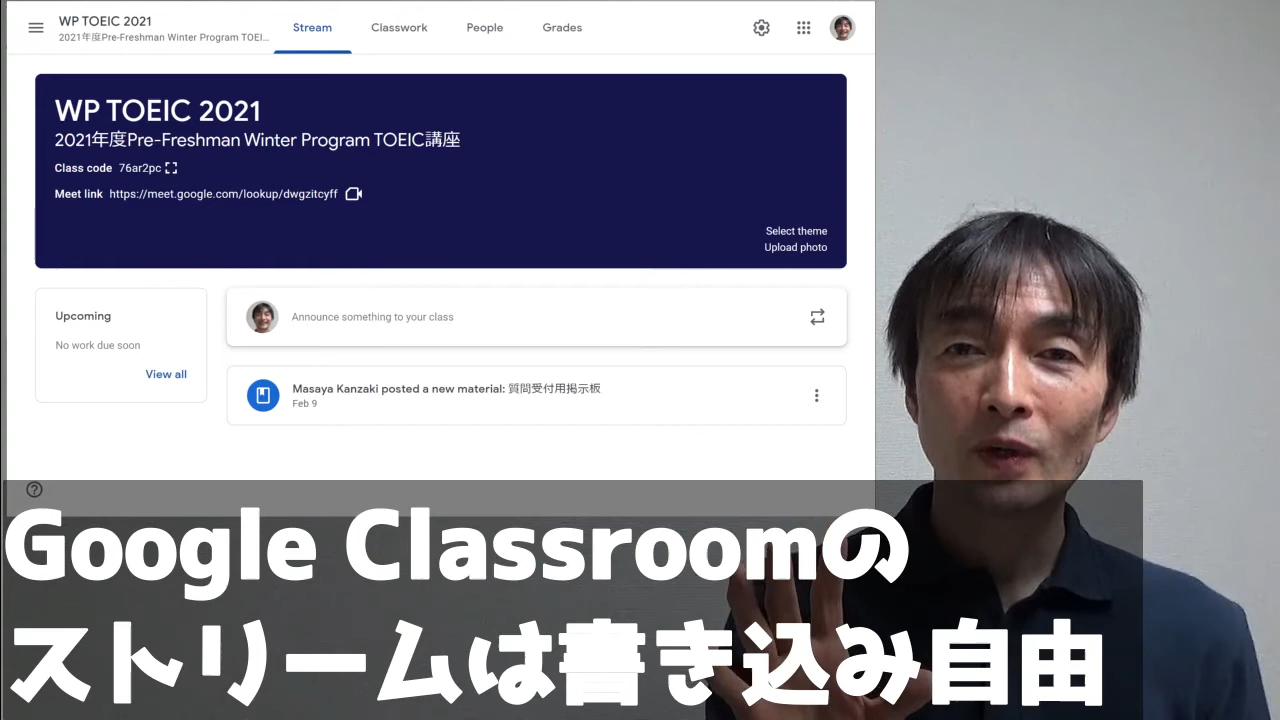 WP TOEIC 2021
2021年度Pre-Freshman Winter Program TOEI...
Stream
Classwork
People
Grades
WP TOEIC 2021
2021年度Pre-Freshman Winter Program TOEIC講座
Class code 76ar2pc
Meet link https://meet.google.com/lookup/dwgzitcyff
Select theme
Upload photo
Upcoming
No work due soon
View all
Announce something to your class
Masaya Kanzaki posted a new material: 質問受付用掲示板
Feb 9
Google Classroomの
ストリームは書き込み自由